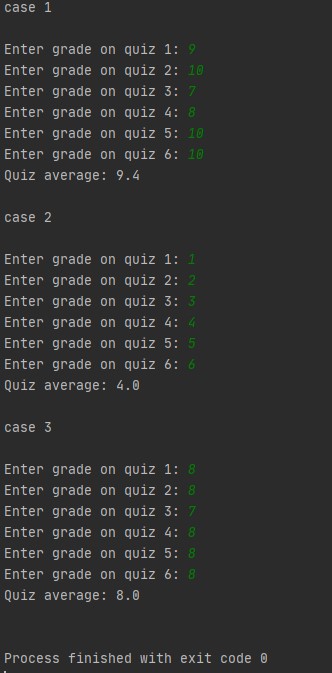 case 1
Enter grade on quiz 1: 9
Enter grade on quiz 2: 10
Enter grade on quiz 3: 7
Enter grade on quiz 4: 8
Enter grade on quiz 5: 10
Enter grade on quiz 6: 10
Quiz average: 9.4
case 2
Enter grade on quiz 1: 1
Enter grade on quiz 2: 2
Enter grade on quiz 3: 3
Enter grade on quiz 4: 4
Enter grade on quiz 5: 5
Enter grade on quiz 6: 6
Quiz average: 4.0
case 3
Enter grade on quiz 1: 8
Enter grade on quiz 2: 8
Enter grade on quiz 3: 7
Enter grade on quiz 4: 8
Enter grade on quiz 5: 8
Enter grade on quiz 6: 8
Quiz average: 8.0
Process finished with exit code 0